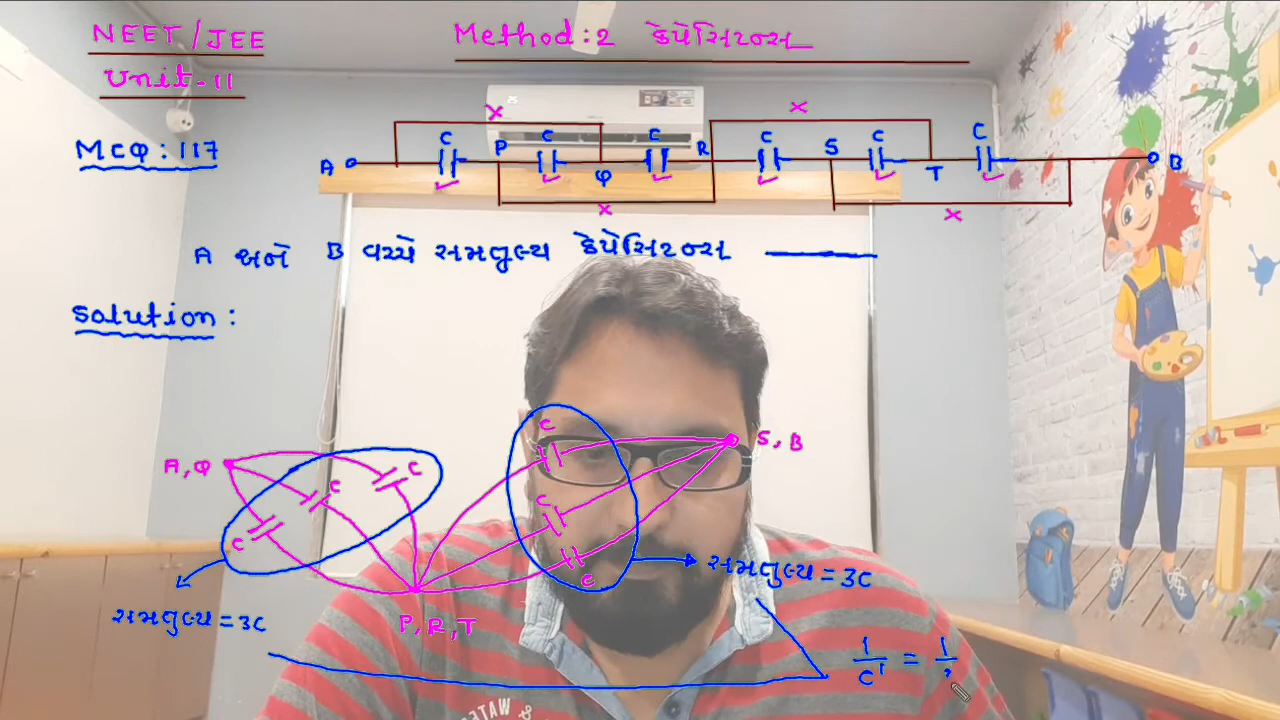 NEET/JEE
Unit-11
Method:2 કેપેસિટન્સ
MCQ:117
× ×
C C C C C C
A P Q R S T B
× ×
A અને B વચ્ચે સમતુલ્ય કેપેસિટન્સ ______
Solution:
A, Q C C C
C C C S, B
P, R, T
સમતુલ્ય = 3C
સમતુલ્ય = 3C
1/C' = 1/